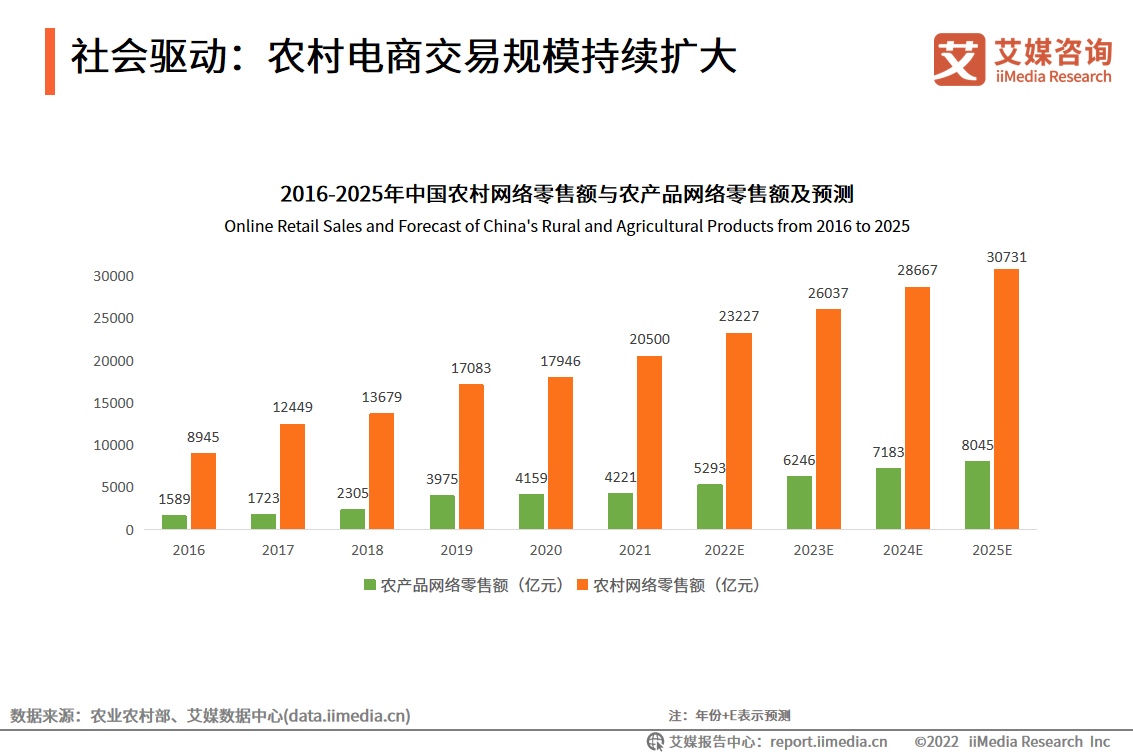 社会驱动：农村电商交易规模持续扩大
艾 艾媒咨询
iiMedia Research
2016-2025年中国农村网络零售额与农产品网络零售额及预测
Online Retail Sales and Forecast of China's Rural and Agricultural Products from 2016 to 2025
30000
25000
20000
15000
10000
5000
0
1589 8945
1723 12449
2305 13679
3975 17083
4159 17946
4221 20500
5293 23227
6246 26037
7183 28667
8045 30731
2016 2017 2018 2019 2020 2021 2022E 2023E 2024E 2025E
农产品网络零售额（亿元） 农村网络零售额（亿元）
数据来源：农业农村部、艾媒数据中心(data.iimedia.cn)
注：年份+E表示预测
艾媒报告中心：report.iimedia.cn ©2022 iiMedia Research Inc